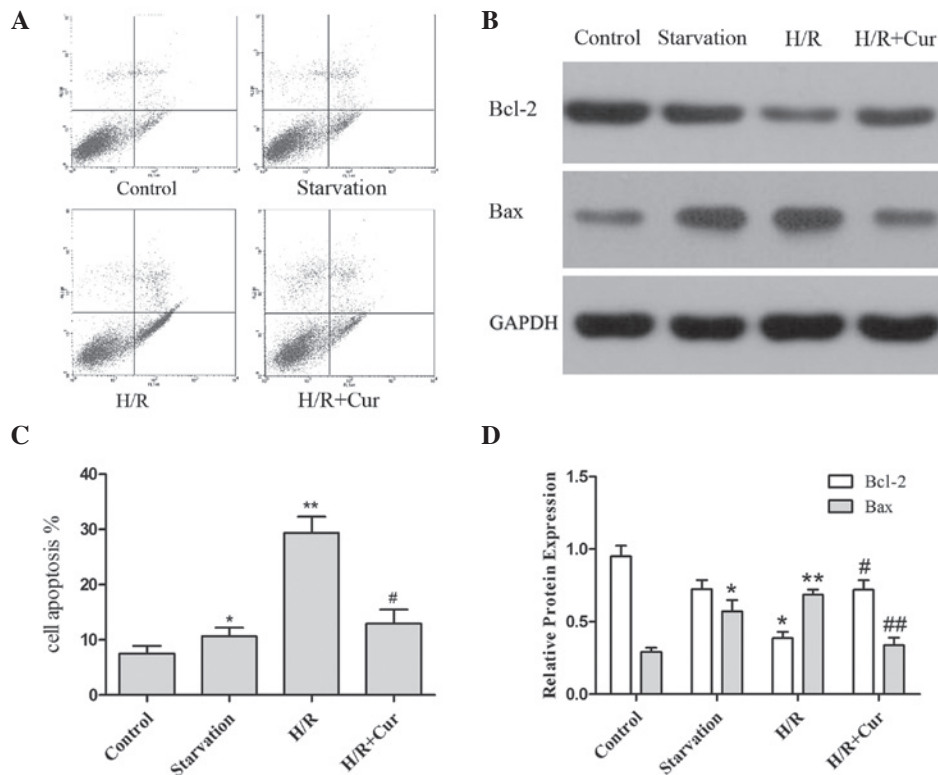 A
Control
Starvation
H/R
H/R+Cur
B
Control Starvation H/R H/R+Cur
Bcl-2
Bax
GAPDH
C
cell apoptosis %
40
30
20
10
0
*
**
#
Control
Starvation
H/R
H/R+Cur
D
Relative Protein Expression
1.5
1.0
0.5
0.0
Bcl-2
Bax
*
*
**
#
##
Control
Starvation
H/R
H/R+Cur